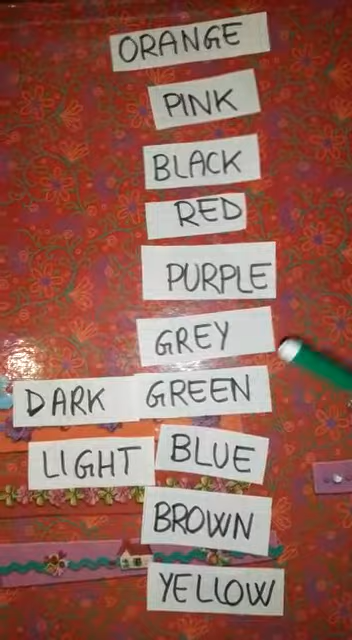 ORANGE
PINK
BLACK
RED
PURPLE
GREY
DARK GREEN
LIGHT BLUE
BROWN
YELLOW